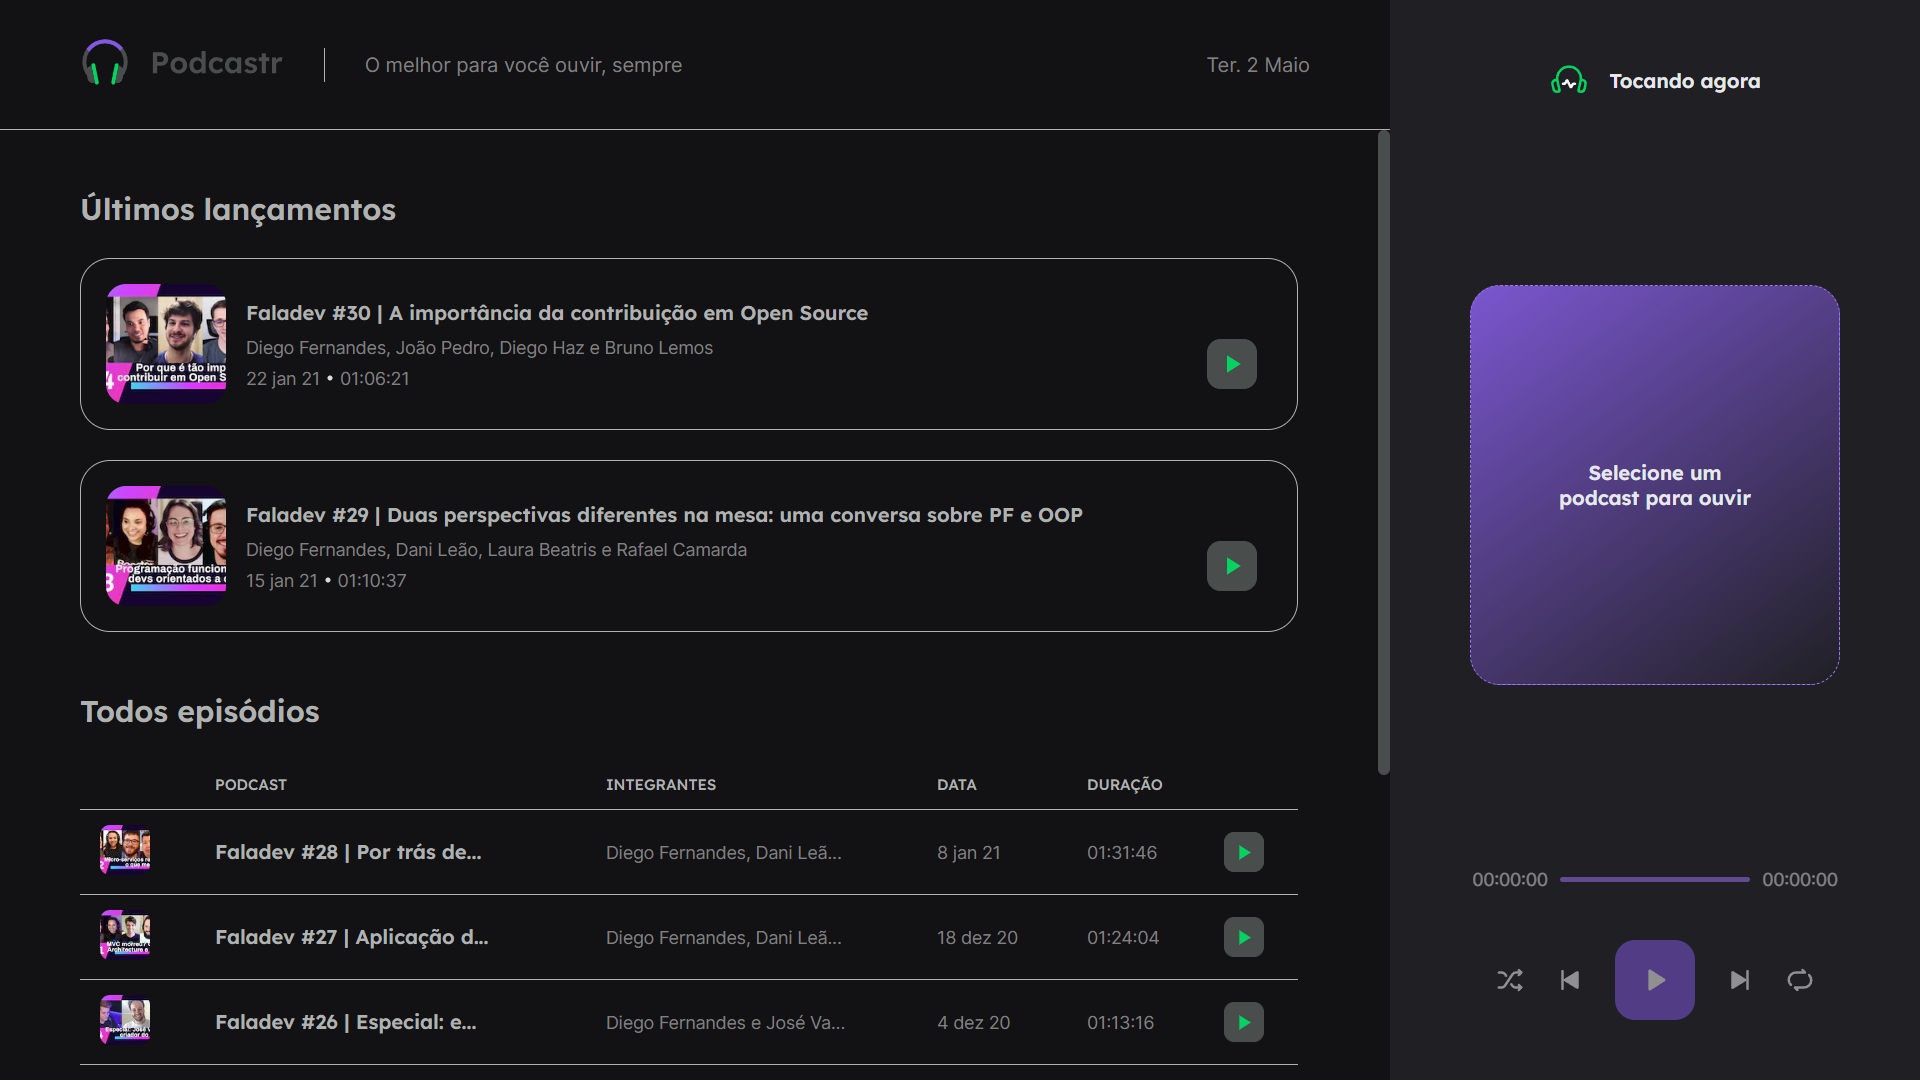 Podcastr
O melhor para você ouvir, sempre
Ter. 2 Maio
Tocando agora
Últimos lançamentos
Por que é tão imp
contribuir em Open S
Faladev #30 | A importância da contribuição em Open Source
Diego Fernandes, João Pedro, Diego Haz e Bruno Lemos
22 jan 21 • 01:06:21
Programação funcion
devs orientados a
Faladev #29 | Duas perspectivas diferentes na mesa: uma conversa sobre PF e OOP
Diego Fernandes, Dani Leão, Laura Beatris e Rafael Camarda
15 jan 21 • 01:10:37
Selecione um
podcast para ouvir
Todos episódios
PODCAST INTEGRANTES DATA DURAÇÃO
Faladev #28 | Por trás de... Diego Fernandes, Dani Leã... 8 jan 21 01:31:46
Faladev #27 | Aplicação d... Diego Fernandes, Dani Leã... 18 dez 20 01:24:04
Faladev #26 | Especial: e... Diego Fernandes e José Va... 4 dez 20 01:13:16
00:00:00 00:00:00